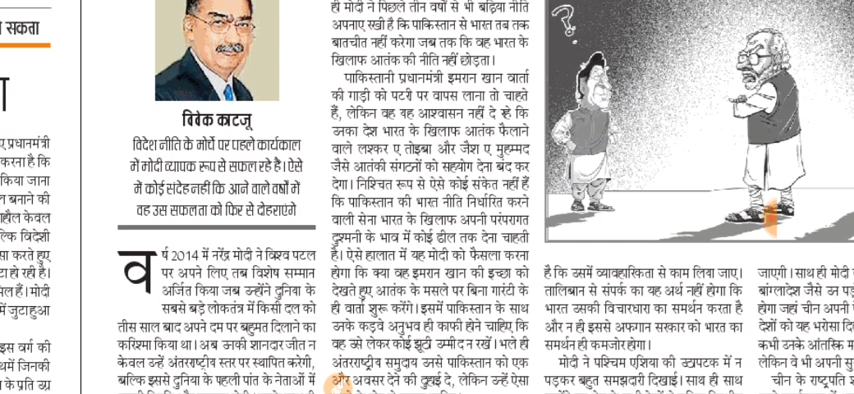 ो सकता
ा
ए प्रधानमंत्री
करना है कि
किया जाना
ल बनाने की
गहौल केवल
ल्कि विदेशी
सा करते हुए
टा हो रही है।
मेल हैं। मोदी
में जुटाहुआ
इस वर्ग की
थमें जिनकी
के प्रति उग्र
विवेक काटजू
विदेश नीति के मोर्चे पर पहले कार्यकाल
में मोदी व्यापक रूप से सफल रहे हैं। ऐसे
में कोई संदेह नहीं कि आने वाले वर्षों में
वह उस सफलता को फिर से दोहराएंगे
वर्ष 2014 में नरेंद्र मोदी ने विश्व पटल
पर अपने लिए तब विशेष सम्मान
अर्जित किया जब उन्होंने दुनिया के
सबसे बड़े लोकतंत्र में किसी दल को
तीस साल बाद अपने दम पर बहुमत दिलाने का
करिश्मा किया था। अब उनकी शानदार जीत न
केवल उन्हें अंतरराष्ट्रीय स्तर पर स्थापित करेगी,
बल्कि इससे दुनिया के पहली पांत के नेताओं में
ही मोदी ने पिछले तीन वर्षों से भी बढ़िया नीति
अपनाए रखी है कि पाकिस्तान से भारत तब तक
बातचीत नहीं करेगा जब तक कि वह भारत के
खिलाफ आतंक की नीति नहीं छोड़ता।
पाकिस्तानी प्रधानमंत्री इमरान खान वार्ता
की गाड़ी को पटरी पर वापस लाना तो चाहते
हैं, लेकिन वह यह आश्वासन नहीं दे रहे कि
उनका देश भारत के खिलाफ आतंक फैलाने
वाले लश्कर ए तोइबा और जैश ए मुहम्मद
जैसे आतंकी संगठनों को सहयोग देना बंद कर
देगा। निश्चित रूप से ऐसे कोई संकेत नहीं हैं
कि पाकिस्तान की भारत नीति निर्धारित करने
वाली सेना भारत के खिलाफ अपनी परंपरागत
दुश्मनी के भाव में कोई ढील तक देना चाहती
है। ऐसे हालात में यह मोदी को फैसला करना
होगा कि क्या वह इमरान खान की इच्छा को
देखते हुए आतंक के मसले पर बिना गारंटी के
ही वार्ता शुरू करेंगे। इसमें पाकिस्तान के साथ
उनके कड़वे अनुभव ही काफी होने चाहिए कि
वह उसे लेकर कोई झूठी उम्मीद न रखें। भले ही
अंतरराष्ट्रीय समुदाय उनसे पाकिस्तान को एक
और अवसर देने की दुहाई दे, लेकिन उन्हें ऐसा
?
है कि उसमें व्यावहारिकता से काम लिया जाए।
तालिबान से संपर्क का यह अर्थ नहीं होगा कि
भारत उसकी विचारधारा का समर्थन करता है
और न ही इससे अफगान सरकार को भारत का
समर्थन ही कमजोर होगा।
मोदी ने पश्चिम एशिया की उठापटक में न
पड़कर बहुत समझदारी दिखाई। साथ ही साथ
जाएगी। साथ ही मोदी
बांग्लादेश जैसे उन पड़
होगा जहां चीन अपनी
देशों को यह भरोसा दि
कभी उनके आंतरिक म
लेकिन वे भी अपनी सु
चीन के राष्ट्रपति श